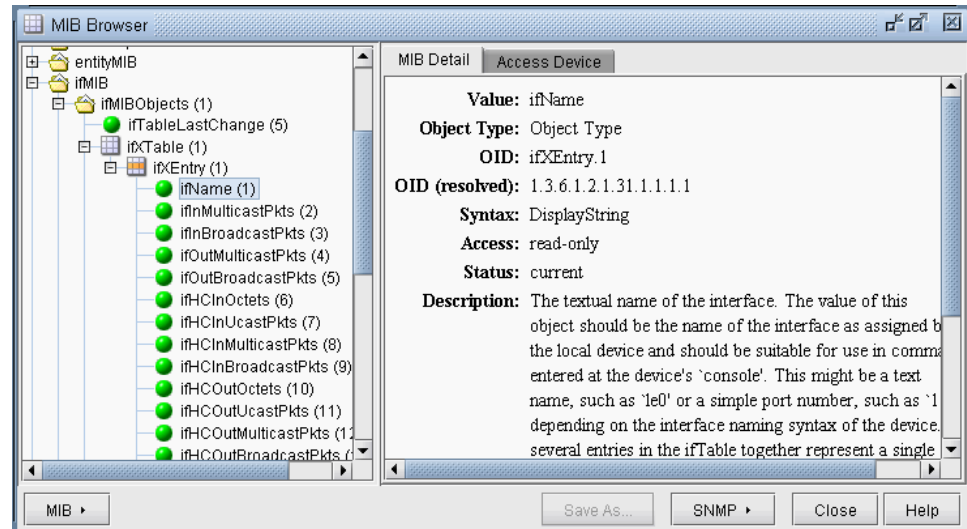 MIB Browser
entityMIB
ifMIB
ifMIBObjects (1)
ifTableLastChange (5)
ifXTable (1)
ifXEntry (1)
ifName (1)
ifInMulticastPkts (2)
ifInBroadcastPkts (3)
ifOutMulticastPkts (4)
ifOutBroadcastPkts (5)
ifHCInOctets (6)
ifHCInUcastPkts (7)
ifHCInMulticastPkts (8)
ifHCInBroadcastPkts (9)
ifHCOutOctets (10)
ifHCOutUcastPkts (11)
ifHCOutMulticastPkts (12
ifHCOutBroadcastPkts (
MIB Detail Access Device
Value: ifName
Object Type: Object Type
OID: ifXEntry.1
OID (resolved): 1.3.6.1.2.1.31.1.1.1.1
Syntax: DisplayString
Access: read-only
Status: current
Description: The textual name of the interface. The value of this
object should be the name of the interface as assigned b
the local device and should be suitable for use in comma
entered at the device's `console'. This might be a text
name, such as `le0' or a simple port number, such as `1
depending on the interface naming syntax of the device.
several entries in the ifTable together represent a single
MIB Save As... SNMP Close Help